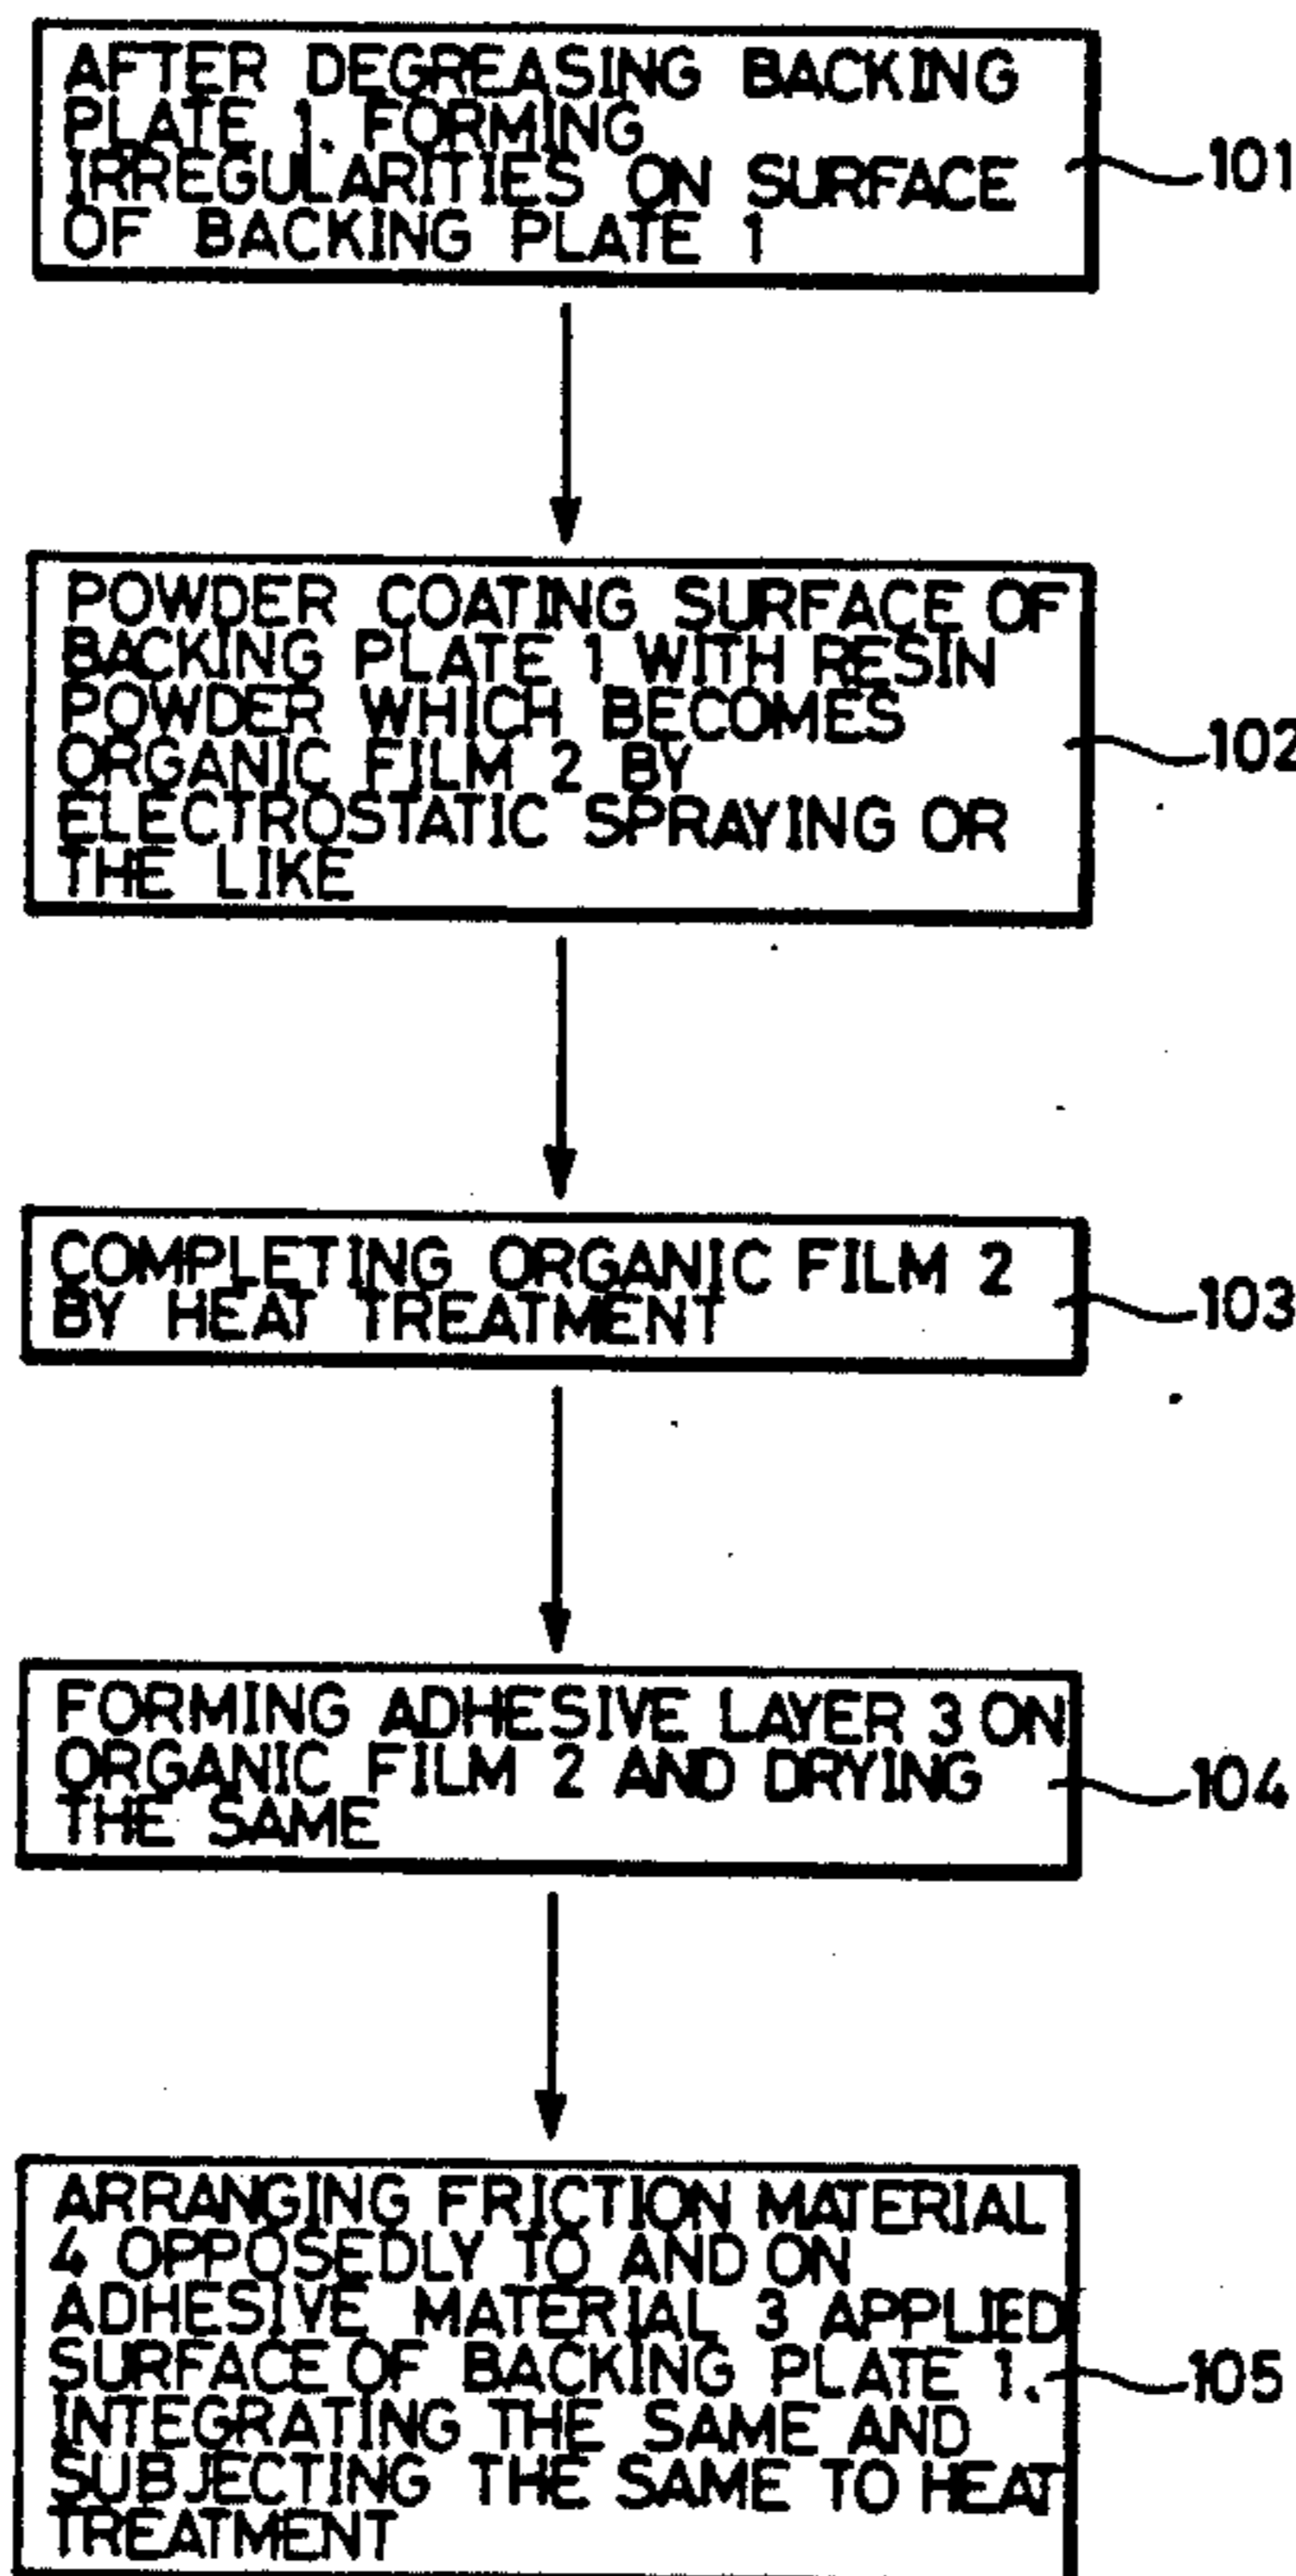 AFTER DEGREASING BACKING
PLATE 1. FORMING
IRREGULARITIES ON SURFACE
OF BACKING PLATE 1
101
POWDER COATING SURFACE OF
BACKING PLATE 1 WITH RESIN
POWDER WHICH BECOMES
ORGANIC FILM 2 BY
ELECTROSTATIC SPRAYING OR
THE LIKE
102
COMPLETING ORGANIC FILM 2
BY HEAT TREATMENT
103
FORMING ADHESIVE LAYER 3 ON
ORGANIC FILM 2 AND DRYING
THE SAME
104
ARRANGING FRICTION MATERIAL
4 OPPOSEDLY TO AND ON
ADHESIVE MATERIAL 3 APPLIED
SURFACE OF BACKING PLATE 1.
INTEGRATING THE SAME AND
SUBJECTING THE SAME TO HEAT
TREATMENT
105